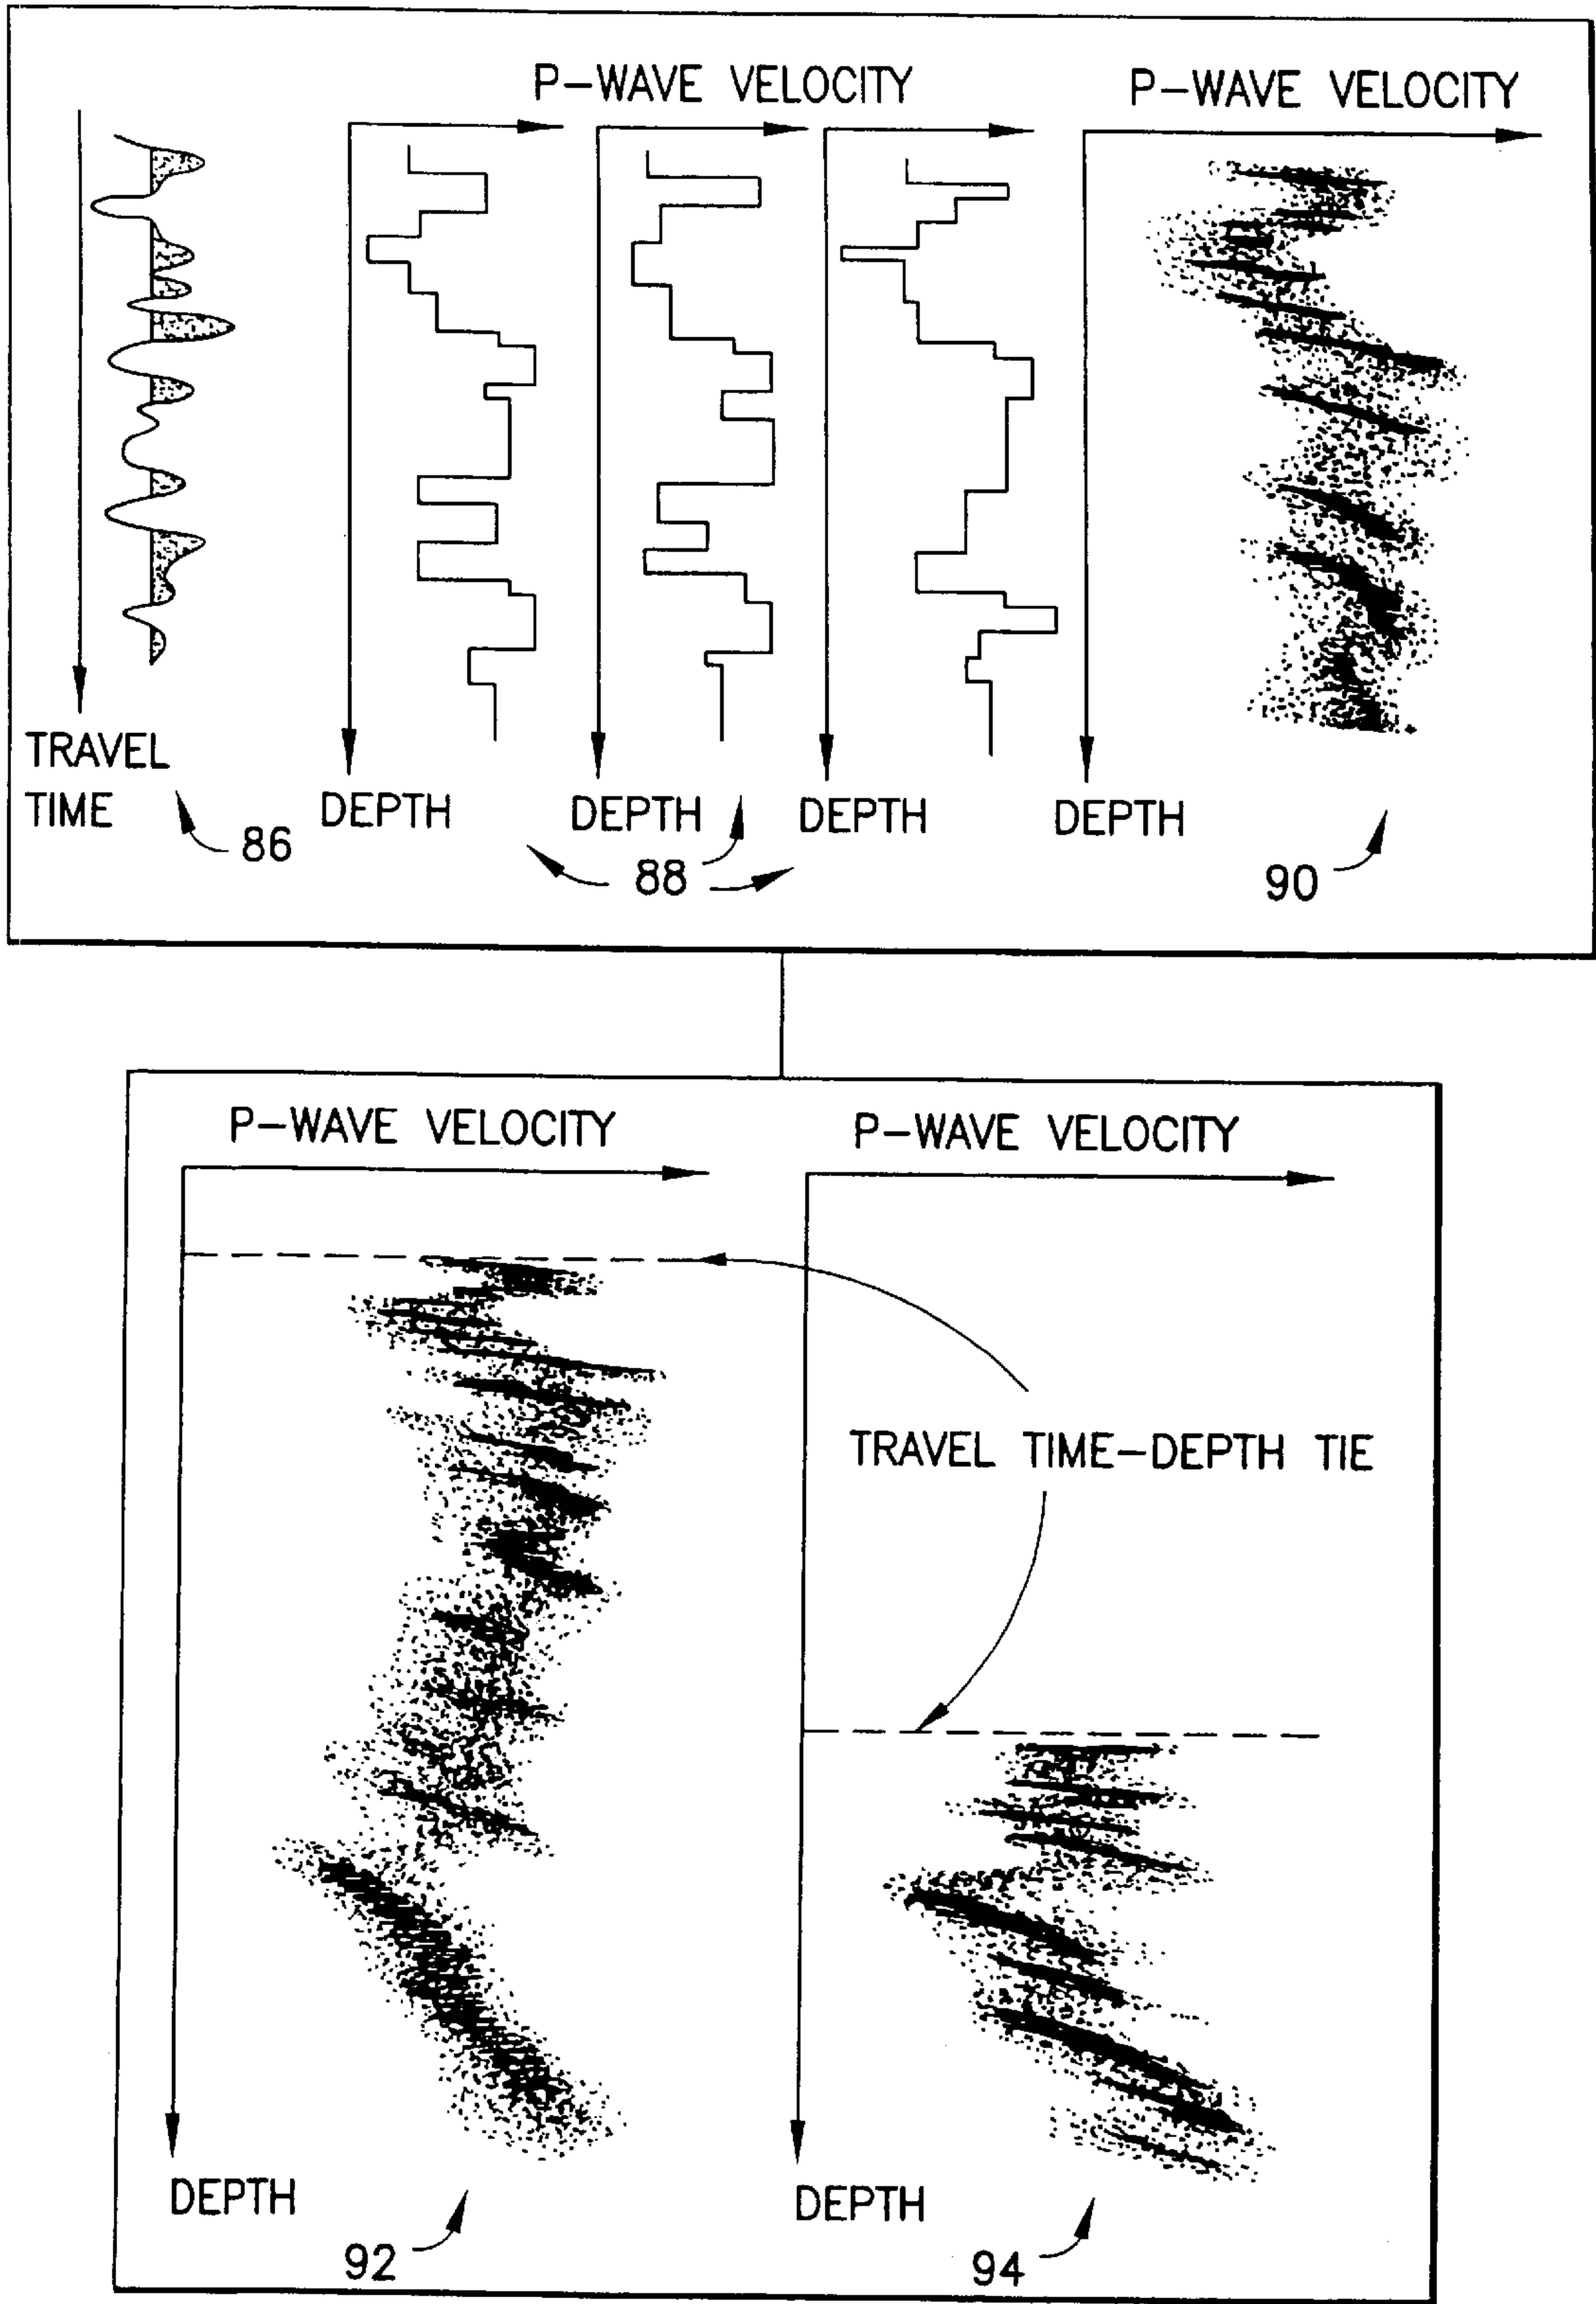 P-WAVE VELOCITY
P-WAVE VELOCITY
TRAVEL
TIME
DEPTH
DEPTH
DEPTH
DEPTH
86
88
90
P-WAVE VELOCITY
P-WAVE VELOCITY
TRAVEL TIME-DEPTH TIE
DEPTH
DEPTH
92
94